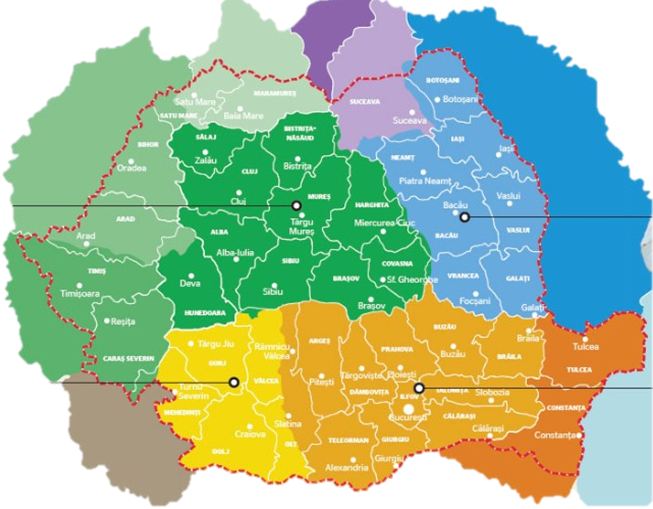 BOTOȘANI
Botoșani
Satu Mare
MARAMUREȘ
SUCEAVA
SATU MARE
Baia Mare
Suceava
BISTRIȚA-
NĂSĂUD
SĂLAJ
IAȘI
BIHOR
Iași
Zalău
NEAMȚ
Oradea
Bistrița
CLUJ
Piatra Neamț
MUREȘ
Cluj
HARGHITA
Vaslui
Bacău
ARAD
Târgu
Mureș
Miercurea-Ciuc
ALBA
VASLUI
Arad
BACĂU
Alba-Iulia
SIBIU
COVASNA
TIMIȘ
BRAȘOV
Sf. Gheorghe
VRANCEA
GALAȚI
Deva
Timișoara
Sibiu
Focșani
Brașov
HUNEDOARA
Galați
Reșița
BUZĂU
Târgu Jiu
Râmnicu
Vâlcea
ARGEȘ
Brăila
PRAHOVA
Tulcea
CARAȘ SEVERIN
GORJ
Buzău
BRĂILA
TULCEA
Târgoviște
Ploiești
VÂLCEA
Pitești
Turnu
Severin
DÂMBOVIȚA
IALOMIȚA
Slobozia
ILFOV
MEHEDINȚI
București
CĂLĂRAȘI
CONSTANȚA
Slatina
Craiova
Călărași
Constanța
OLT
TELEORMAN
GIURGIU
DOLJ
Giurgiu
Alexandria